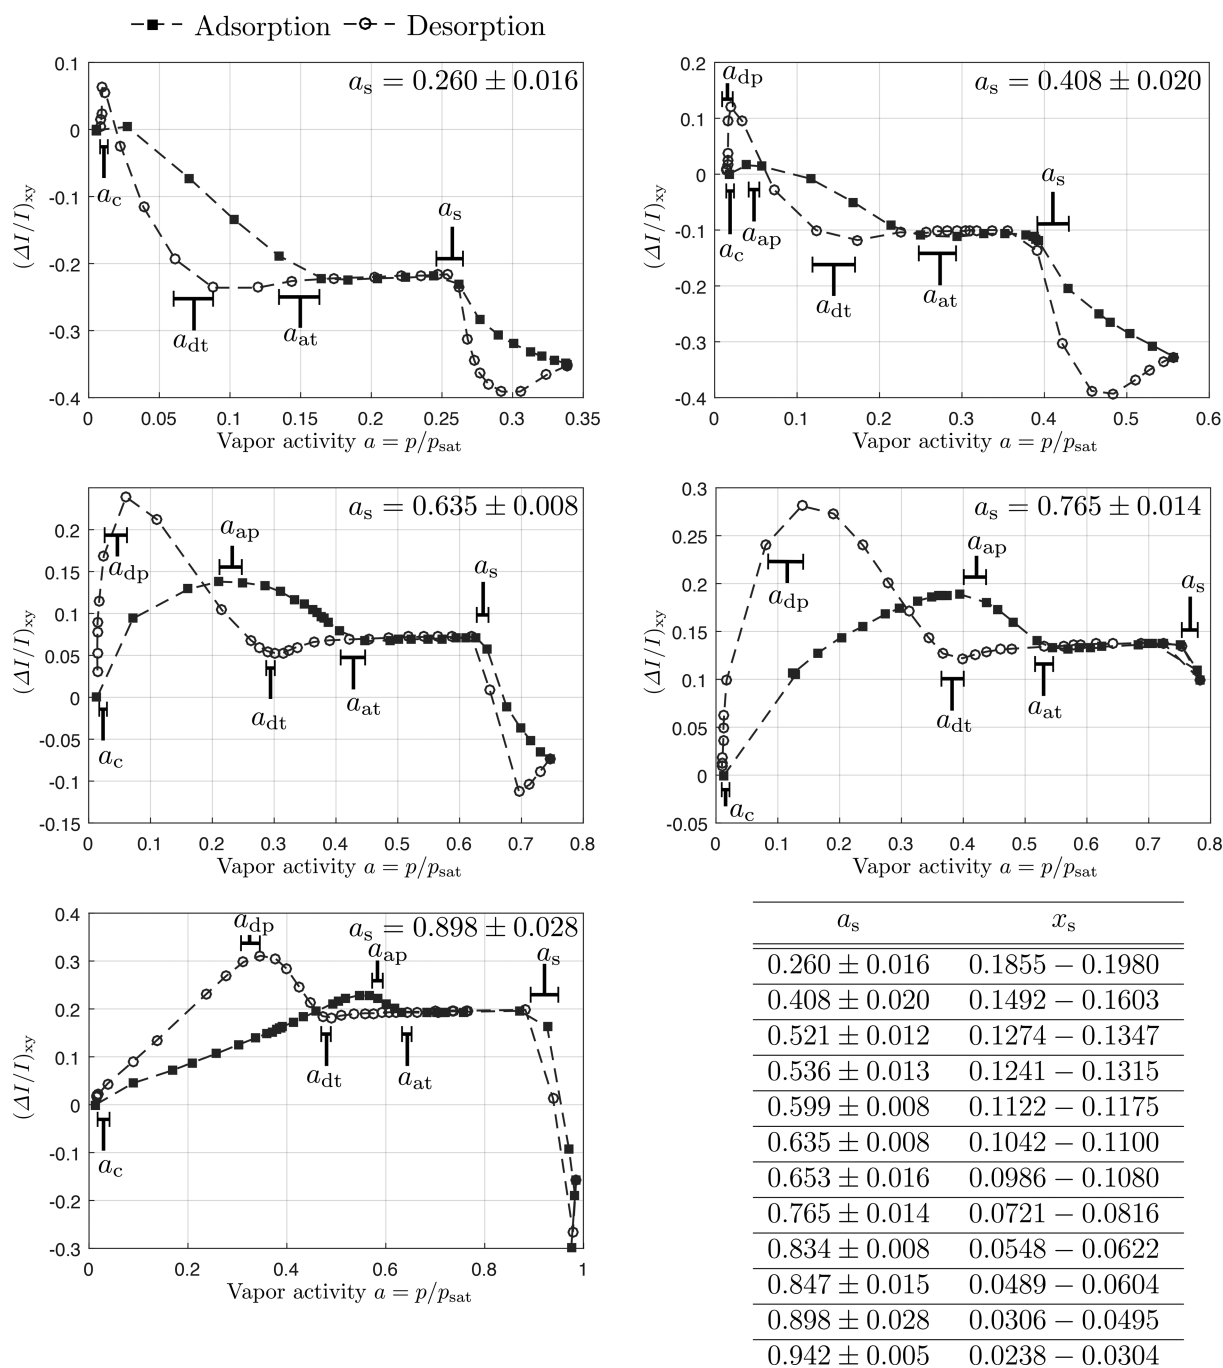 Adsorption Desorption
a_s = 0.260 ± 0.016
0.1
0
-0.1
-0.2
-0.3
-0.4
(ΔI/I)_xy
a_c
a_dt
a_at
a_s
0 0.05 0.1 0.15 0.2 0.25 0.3 0.35
Vapor activity a = p/p_sat
a_s = 0.408 ± 0.020
0.2
0.1
0
-0.1
-0.2
-0.3
-0.4
(ΔI/I)_xy
a_dp
a_c
a_ap
a_dt
a_at
a_s
0 0.1 0.2 0.3 0.4 0.5 0.6
Vapor activity a = p/p_sat
a_s = 0.635 ± 0.008
0.2
0.15
0.1
0.05
0
-0.05
-0.1
-0.15
(ΔI/I)_xy
a_dp
a_ap
a_s
a_dt
a_at
a_c
0 0.1 0.2 0.3 0.4 0.5 0.6 0.7 0.8
Vapor activity a = p/p_sat
a_s = 0.765 ± 0.014
0.3
0.25
0.2
0.15
0.1
0.05
0
-0.05
(ΔI/I)_xy
a_dp
a_ap
a_s
a_dt
a_at
a_c
0 0.1 0.2 0.3 0.4 0.5 0.6 0.7 0.8
Vapor activity a = p/p_sat
a_s = 0.898 ± 0.028
0.4
0.3
0.2
0.1
0
-0.1
-0.2
-0.3
(ΔI/I)_xy
a_dp
a_ap
a_s
a_dt
a_at
a_c
0 0.2 0.4 0.6 0.8 1
Vapor activity a = p/p_sat
a_s x_s
0.260 ± 0.016 0.1855 − 0.1980
0.408 ± 0.020 0.1492 − 0.1603
0.521 ± 0.012 0.1274 − 0.1347
0.536 ± 0.013 0.1241 − 0.1315
0.599 ± 0.008 0.1122 − 0.1175
0.635 ± 0.008 0.1042 − 0.1100
0.653 ± 0.016 0.0986 − 0.1080
0.765 ± 0.014 0.0721 − 0.0816
0.834 ± 0.008 0.0548 − 0.0622
0.847 ± 0.015 0.0489 − 0.0604
0.898 ± 0.028 0.0306 − 0.0495
0.942 ± 0.005 0.0238 − 0.0304